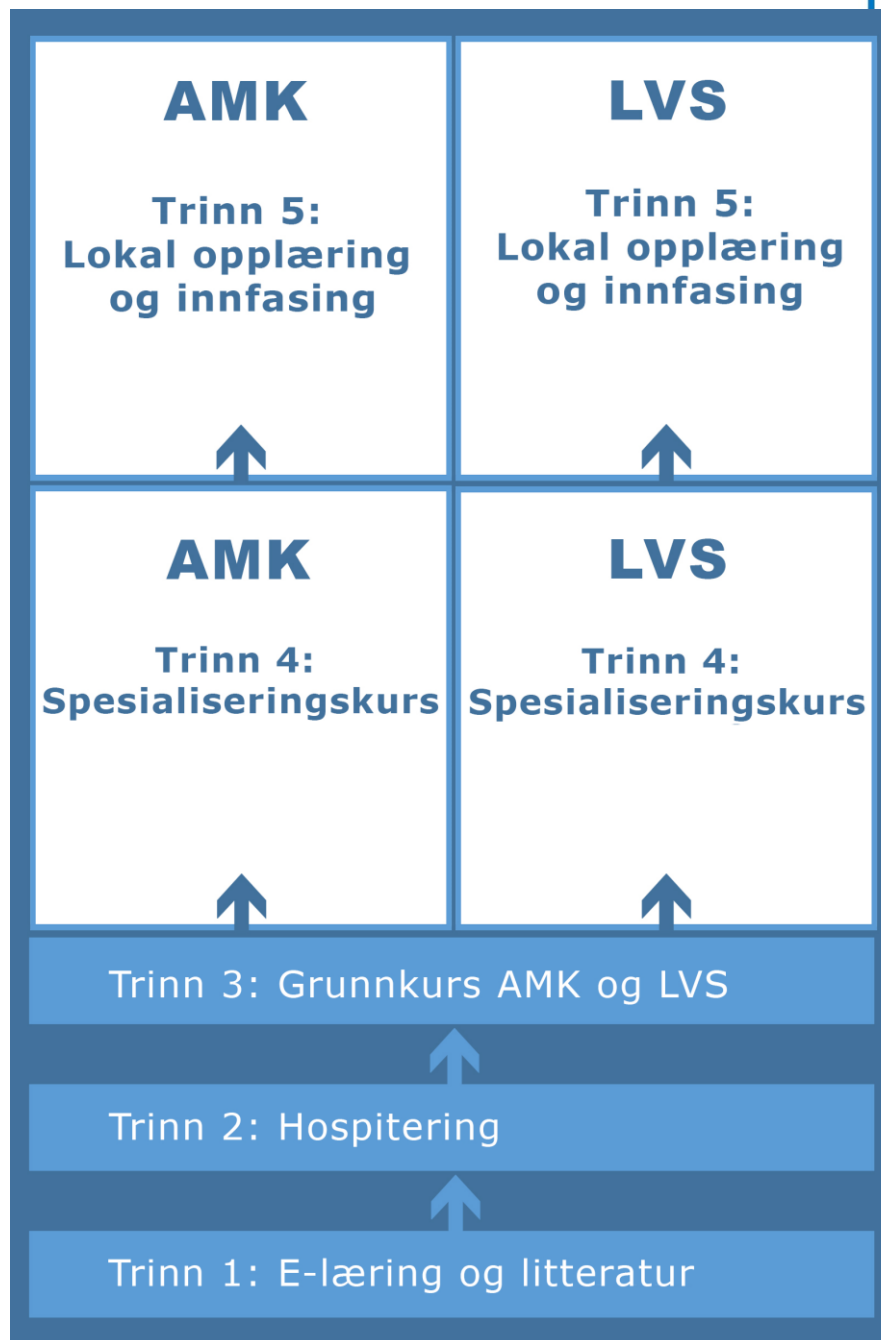 AMK
Trinn 5:
Lokal opplæring
og innfasing
LVS
Trinn 5:
Lokal opplæring
og innfasing
AMK
Trinn 4:
Spesialiseringskurs
LVS
Trinn 4:
Spesialiseringskurs
Trinn 3: Grunnkurs AMK og LVS
Trinn 2: Hospitering
Trinn 1: E-læring og litteratur